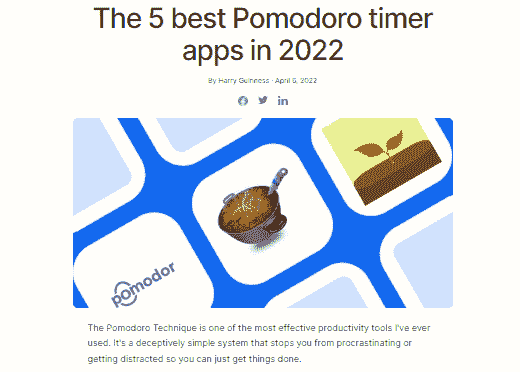 The 5 best Pomodoro timer
apps in 2022
By Harry Guinness · April 6, 2022
pomodor
The Pomodoro Technique is one of the most effective productivity tools I've ever
used. It's a deceptively simple system that stops you from procrastinating or
getting distracted so you can just get things done.